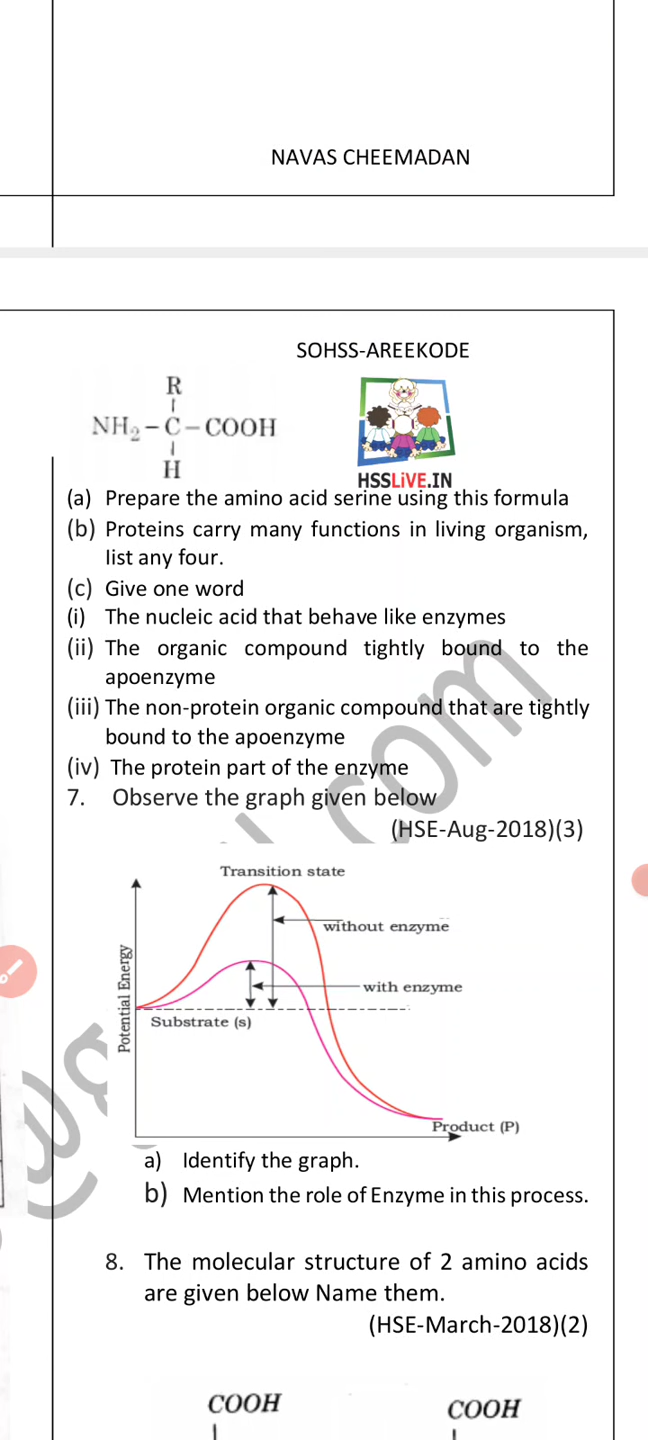 NAVAS CHEEMADAN
SOHSS-AREEKODE
R
NH₂-C-COOH
H
HSSLiVE.IN
(a) Prepare the amino acid serine using this formula
(b) Proteins carry many functions in living organism,
list any four.
(c) Give one word
(i) The nucleic acid that behave like enzymes
(ii) The organic compound tightly bound to the
apoenzyme
(iii) The non-protein organic compound that are tightly
bound to the apoenzyme
(iv) The protein part of the enzyme
7. Observe the graph given below
(HSE-Aug-2018)(3)
Transition state
without enzyme
with enzyme
Potential Energy
Substrate (s)
Product (P)
a) Identify the graph.
b) Mention the role of Enzyme in this process.
8. The molecular structure of 2 amino acids
are given below Name them.
(HSE-March-2018)(2)
COOH COOH